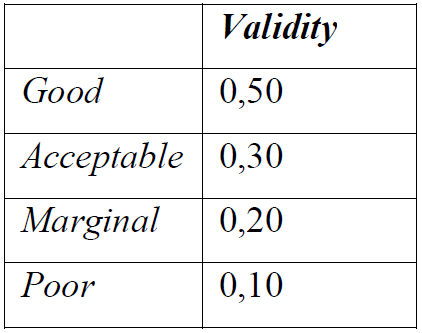 Validity
Good 0,50
Acceptable 0,30
Marginal 0,20
Poor 0,10